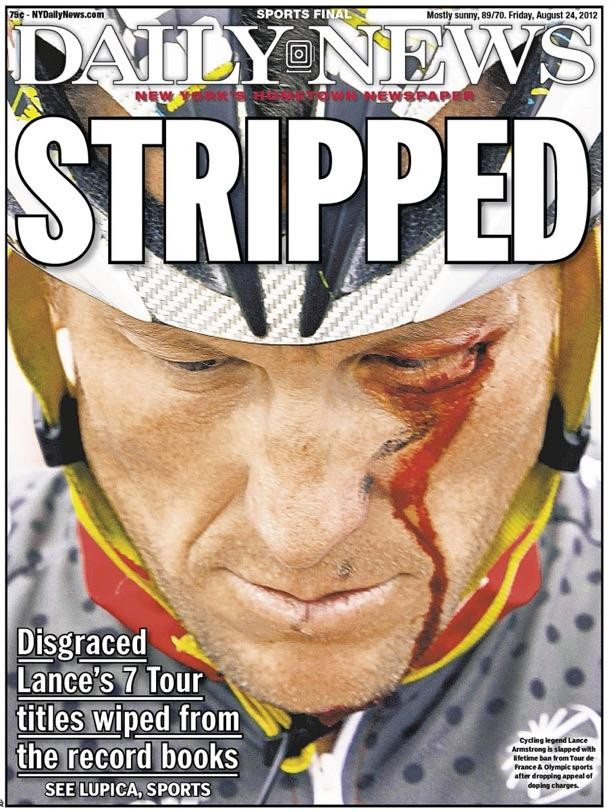 75¢ - NYDailyNews.com
SPORTS FINAL
Mostly sunny, 89/70. Friday, August 24, 2012
DAILY NEWS
NEW YORK'S HOMETOWN NEWSPAPER
STRIPPED
Disgraced
Lance's 7 Tour
titles wiped from
the record books
SEE LUPICA, SPORTS
Cycling legend Lance
Armstrong is slapped with
lifetime ban from Tour de
France & Olympic sports
after dropping appeal of
doping charges.